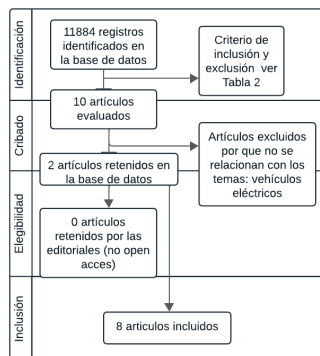 Identificación
11884 registros
identificados en
la base de datos
Criterio de
inclusión y
exclusión ver
Tabla 2
Cribado
10 artículos
evaluados
Artículos excluidos
por que no se
relacionan con los
temas: vehículos
eléctricos
2 artículos retenidos en
la base de datos
Elegibilidad
0 artículos
retenidos por las
editoriales (no open
acces)
Inclusión
8 articulos incluidos